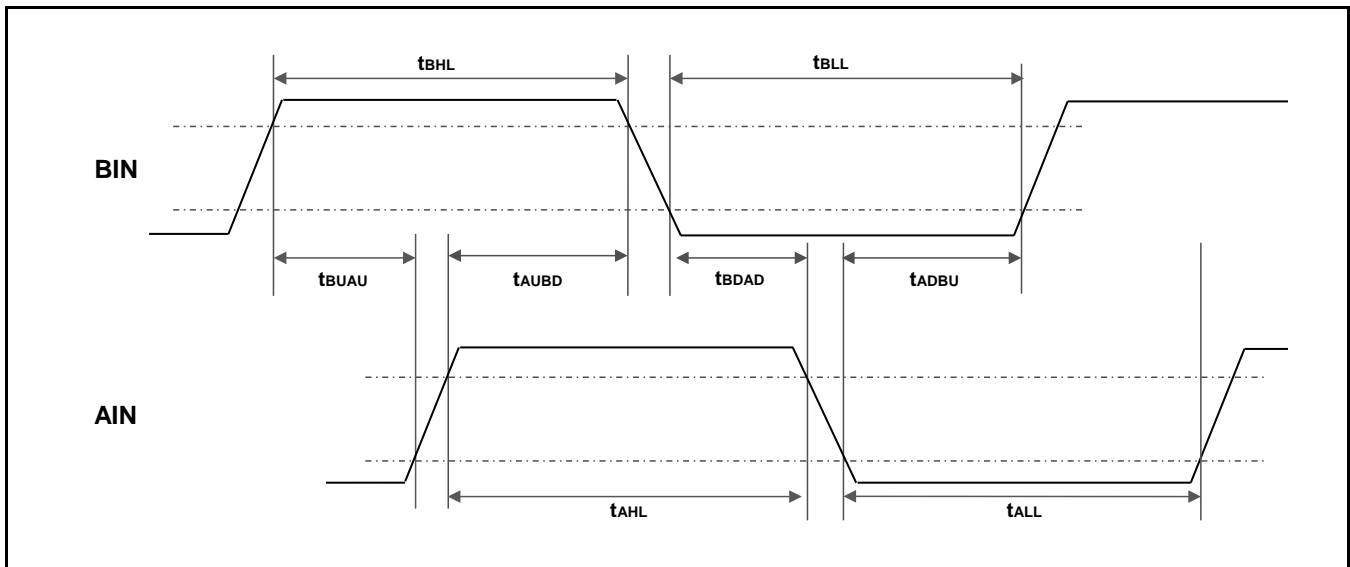 tBHL
tBLL
BIN
tBUAU
tAUBD
tBDAD
tADBU
AIN
tAHL
tALL